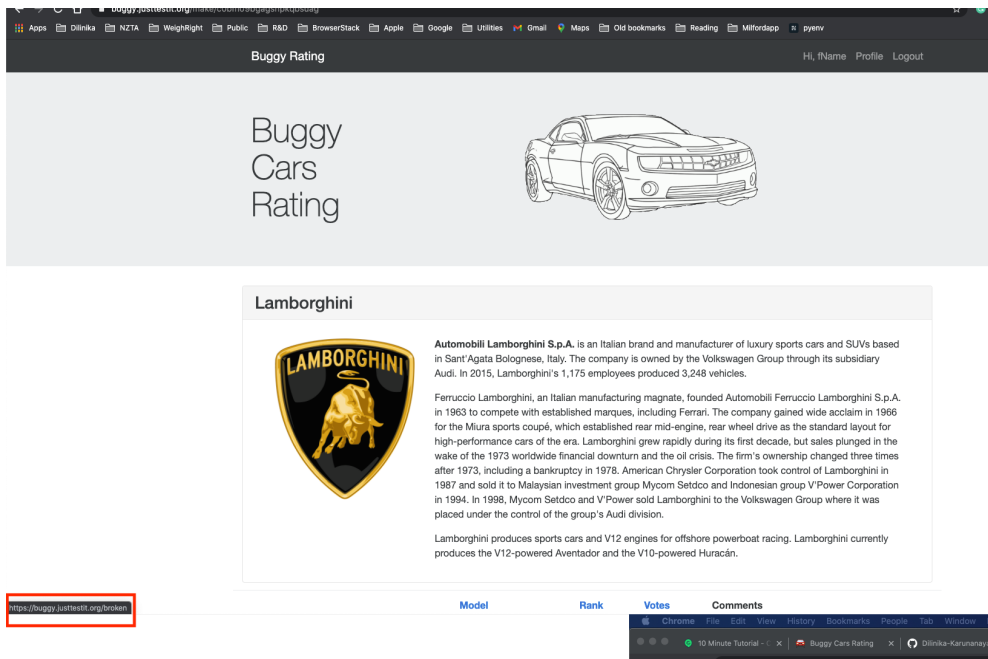 buggy.justtestit.org/make/
Apps Dilinika NZTA WeighRight Public R&D BrowserStack Apple Google Utilities Gmail Maps Old bookmarks Reading Milfordapp pyenv
Buggy Rating Hi, fName Profile Logout
Buggy
Cars
Rating
Lamborghini
LAMBORGHINI
Automobili Lamborghini S.p.A. is an Italian brand and manufacturer of luxury sports cars and SUVs based
in Sant'Agata Bolognese, Italy. The company is owned by the Volkswagen Group through its subsidiary
Audi. In 2015, Lamborghini's 1,175 employees produced 3,248 vehicles.
Ferruccio Lamborghini, an Italian manufacturing magnate, founded Automobili Ferruccio Lamborghini S.p.A.
in 1963 to compete with established marques, including Ferrari. The company gained wide acclaim in 1966
for the Miura sports coupé, which established rear mid-engine, rear wheel drive as the standard layout for
high-performance cars of the era. Lamborghini grew rapidly during its first decade, but sales plunged in the
wake of the 1973 worldwide financial downturn and the oil crisis. The firm's ownership changed three times
after 1973, including a bankruptcy in 1978. American Chrysler Corporation took control of Lamborghini in
1987 and sold it to Malaysian investment group Mycom Setdco and Indonesian group V'Power Corporation
in 1994. In 1998, Mycom Setdco and V'Power sold Lamborghini to the Volkswagen Group where it was
placed under the control of the group's Audi division.
Lamborghini produces sports cars and V12 engines for offshore powerboat racing. Lamborghini currently
produces the V12-powered Aventador and the V10-powered Huracán.
https://buggy.justtestit.org/broken
Model Rank Votes Comments
Chrome File Edit View History Bookmarks People Tab Window
10 Minute Tutorial - Buggy Cars Rating Dilinika-Karunanaya